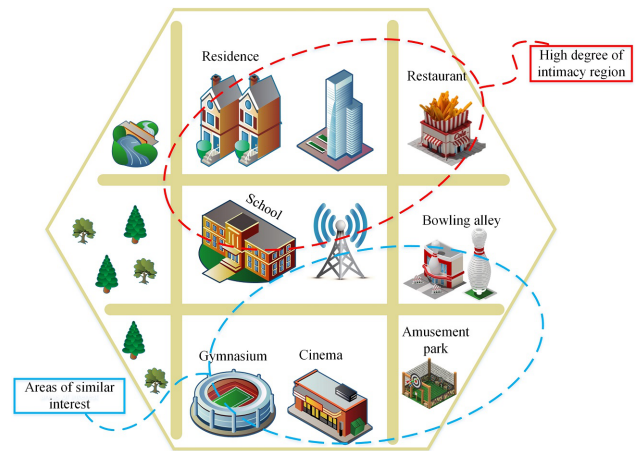 Residence
Restaurant
High degree of
intimacy region
School
Bowling alley
Gymnasium
Cinema
Amusement
park
Areas of similar
interest